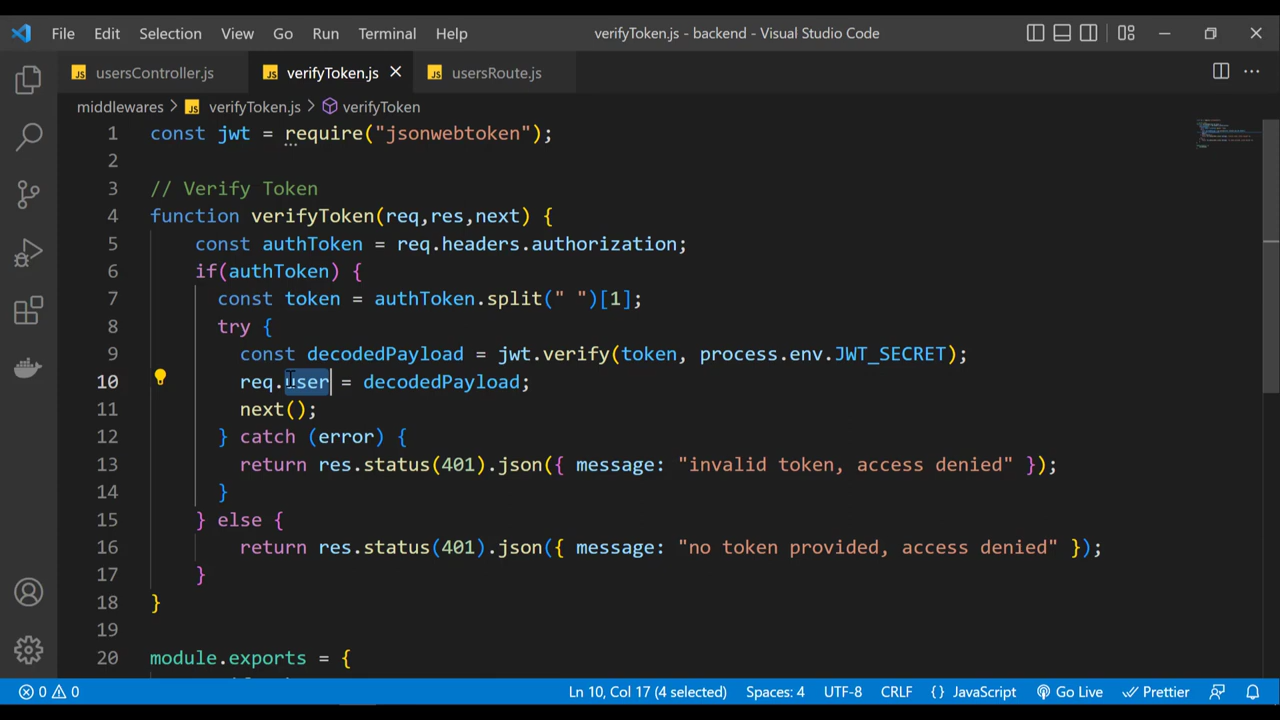 File Edit Selection View Go Run Terminal Help verifyToken.js - backend - Visual Studio Code
JS usersController.js JS verifyToken.js JS usersRoute.js
middlewares > JS verifyToken.js > verifyToken
1 const jwt = require("jsonwebtoken");
2
3 // Verify Token
4 function verifyToken(req,res,next) {
5 const authToken = req.headers.authorization;
6 if(authToken) {
7 const token = authToken.split(" ")[1];
8 try {
9 const decodedPayload = jwt.verify(token, process.env.JWT_SECRET);
10 req.user = decodedPayload;
11 next();
12 } catch (error) {
13 return res.status(401).json({ message: "invalid token, access denied" });
14 }
15 } else {
16 return res.status(401).json({ message: "no token provided, access denied" });
17 }
18 }
19
20 module.exports = {
0 0 Ln 10, Col 17 (4 selected) Spaces: 4 UTF-8 CRLF {} JavaScript Go Live Prettier